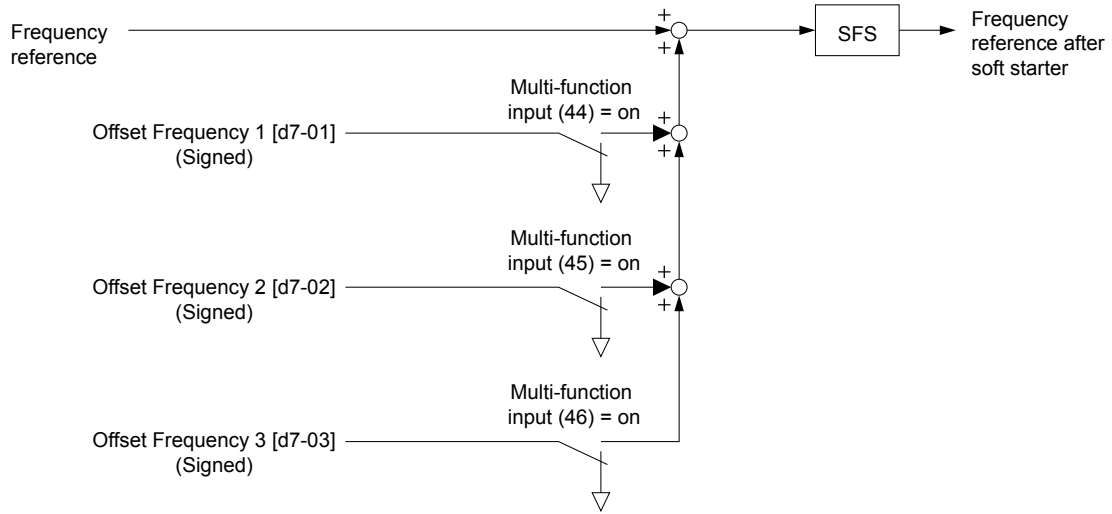 Frequency
reference
+
+
SFS
Frequency
reference after
soft starter
Multi-function
input (44) = on
Offset Frequency 1 [d7-01]
(Signed)
+
+
Multi-function
input (45) = on
Offset Frequency 2 [d7-02]
(Signed)
+
+
Multi-function
input (46) = on
Offset Frequency 3 [d7-03]
(Signed)